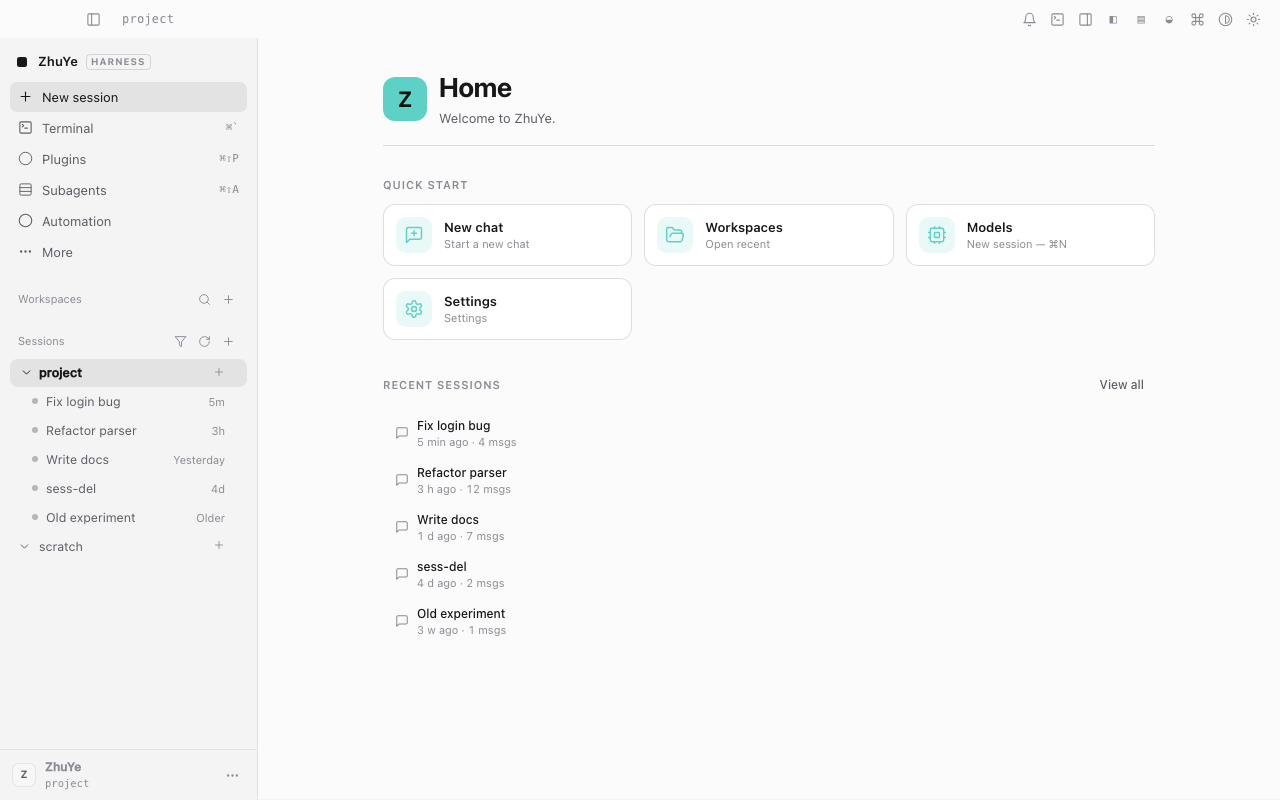 project
ZhuYe HARNESS
New session
Terminal ⌘`
Plugins ⌘⇧P
Subagents ⌘⇧A
Automation
More
Workspaces
Sessions
project
Fix login bug 5m
Refactor parser 3h
Write docs Yesterday
sess-del 4d
Old experiment Older
scratch
Z
ZhuYe
project
Z
Home
Welcome to ZhuYe.
QUICK START
New chat
Start a new chat
Workspaces
Open recent
Models
New session — ⌘N
Settings
Settings
RECENT SESSIONS View all
Fix login bug
5 min ago · 4 msgs
Refactor parser
3 h ago · 12 msgs
Write docs
1 d ago · 7 msgs
sess-del
4 d ago · 2 msgs
Old experiment
3 w ago · 1 msgs